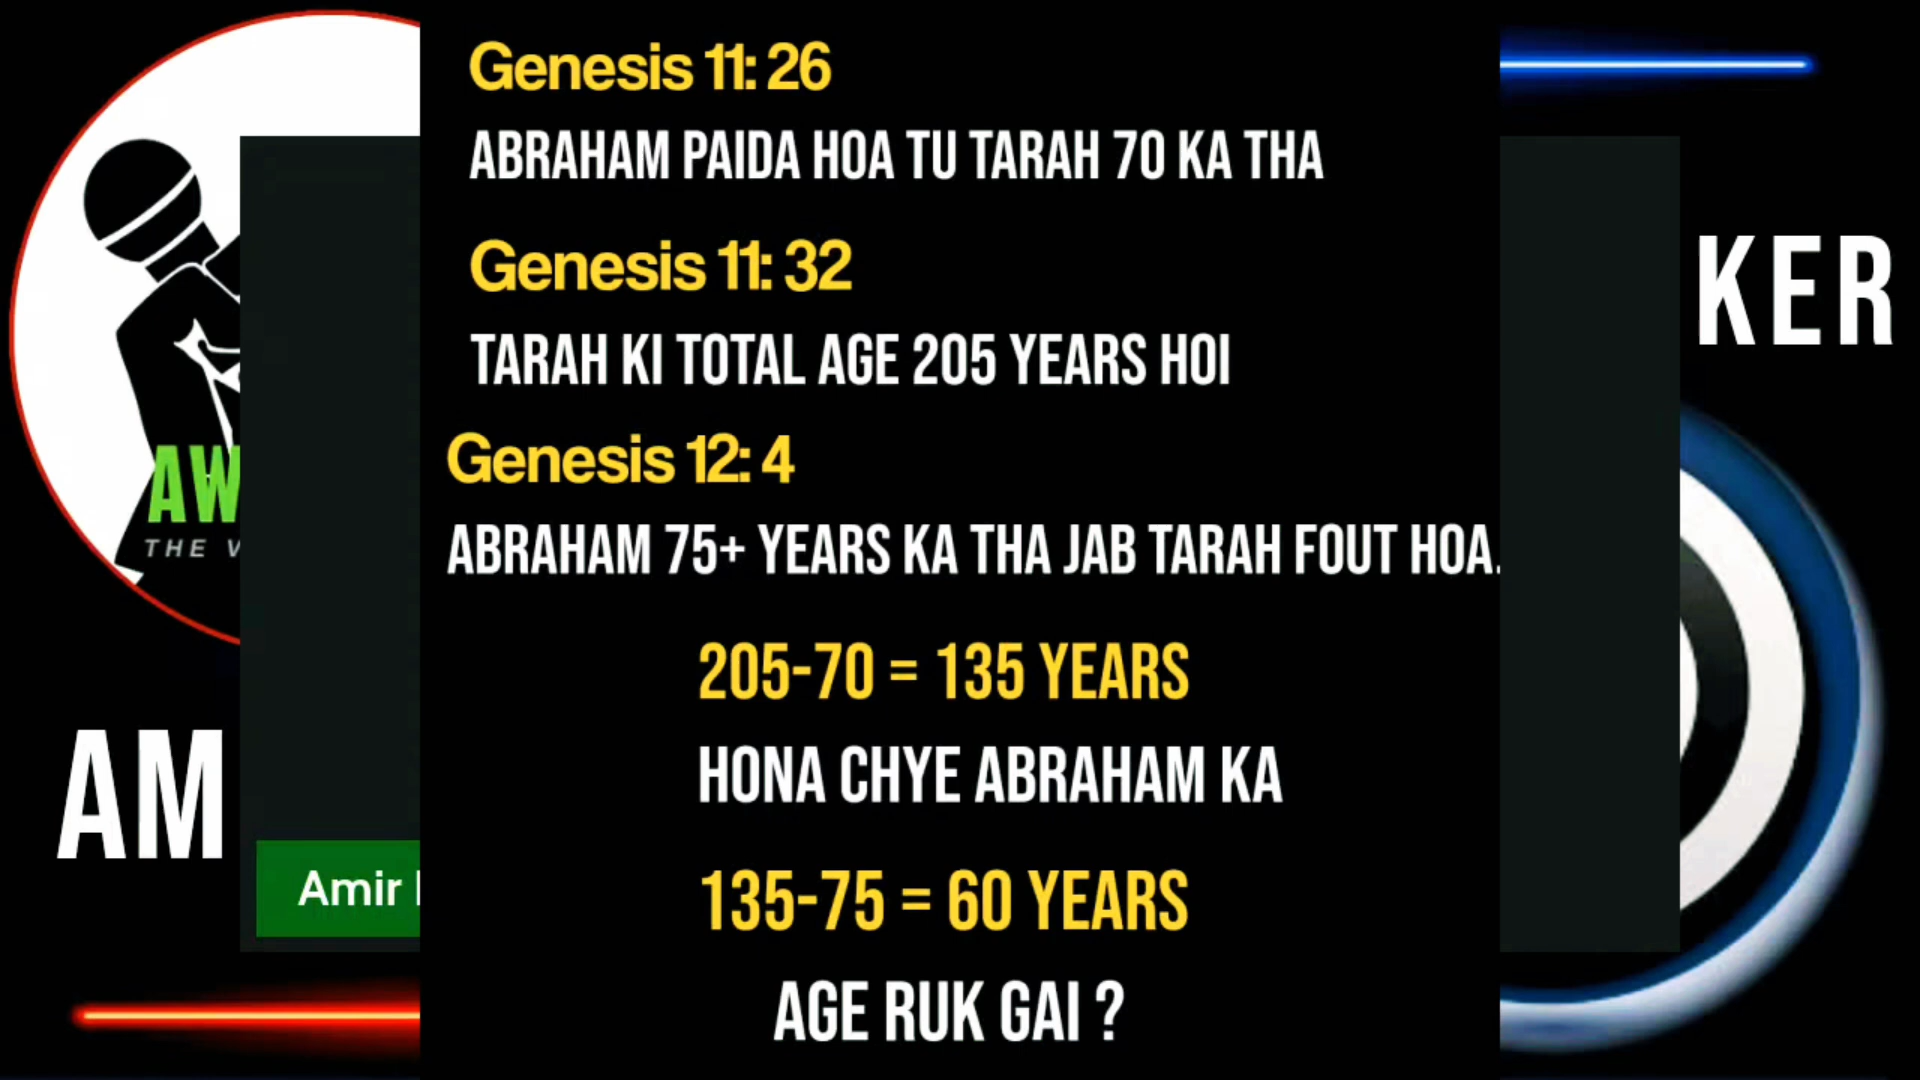 Genesis 11: 26
ABRAHAM PAIDA HOA TU TARAH 70 KA THA
Genesis 11: 32
TARAH KI TOTAL AGE 205 YEARS HOI
Genesis 12: 4
ABRAHAM 75+ YEARS KA THA JAB TARAH FOUT HOA.
205-70 = 135 YEARS
HONA CHYE ABRAHAM KA
135-75 = 60 YEARS
AGE RUK GAI ?
KER
AW
THE
AM
Amir